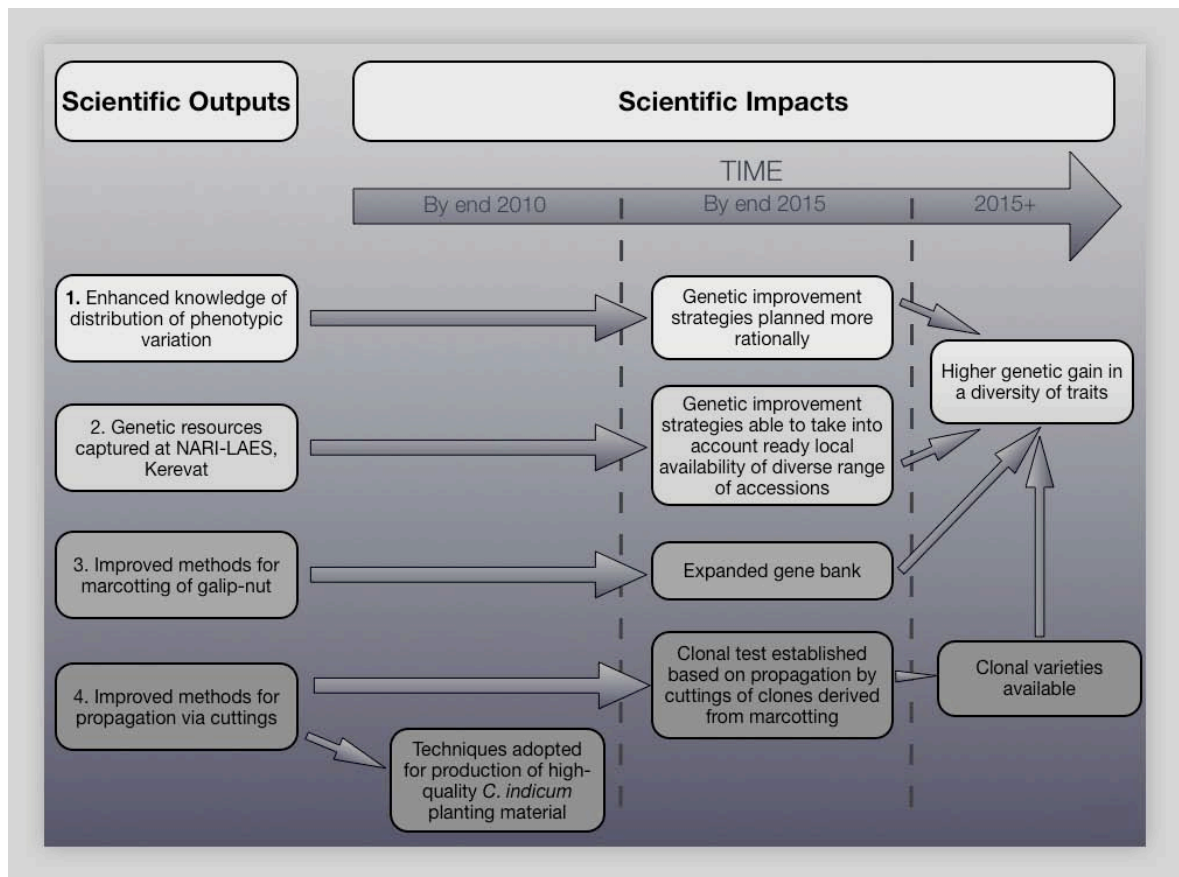 Scientific Outputs
Scientific Impacts
TIME
By end 2010
By end 2015
2015+
1. Enhanced knowledge of
distribution of phenotypic
variation
Genetic improvement
strategies planned more
rationally
Higher genetic gain in
a diversity of traits
2. Genetic resources
captured at NARI-LAES,
Kerevat
Genetic improvement
strategies able to take into
account ready local
availability of diverse range
of accessions
3. Improved methods for
marcotting of galip-nut
Expanded gene bank
4. Improved methods for
propagation via cuttings
Clonal test established
based on propagation by
cuttings of clones derived
from marcotting
Clonal varieties
available
Techniques adopted
for production of high-
quality C. indicum
planting material